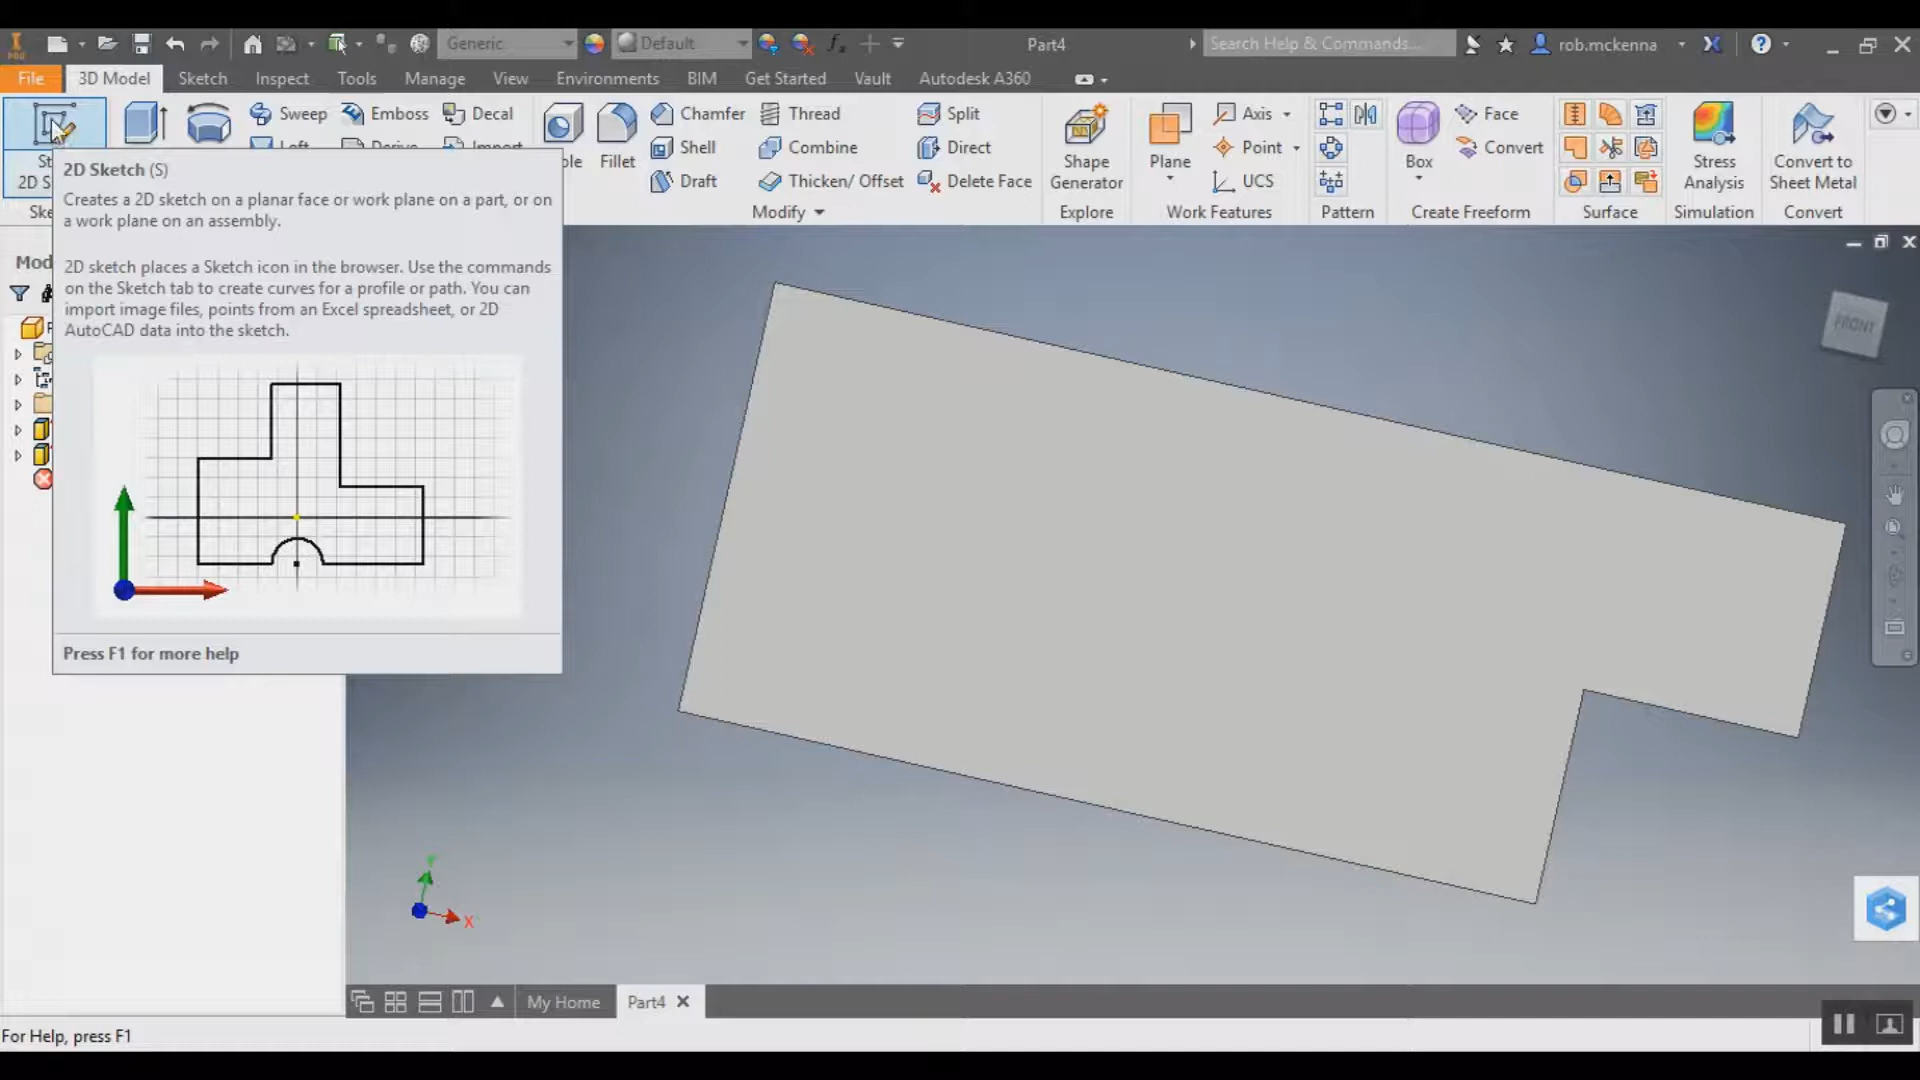 Generic
Default
Part4
Search Help & Commands...
rob.mckenna
File
3D Model
Sketch
Inspect
Tools
Manage
View
Environments
BIM
Get Started
Vault
Autodesk A360
Sweep
Emboss
Decal
Chamfer
Thread
Split
Axis
Face
Fillet
Shell
Combine
Direct
Shape
Generator
Plane
Point
Box
Convert
Stress
Analysis
Convert to
Sheet Metal
Draft
Thicken/ Offset
Delete Face
UCS
2D S
Modify
Explore
Work Features
Pattern
Create Freeform
Surface
Simulation
Convert
2D Sketch (S)
Creates a 2D sketch on a planar face or work plane on a part, or on
a work plane on an assembly.
2D sketch places a Sketch icon in the browser. Use the commands
on the Sketch tab to create curves for a profile or path. You can
import image files, points from an Excel spreadsheet, or 2D
AutoCAD data into the sketch.
Press F1 for more help
Mod
FRONT
Y
X
My Home
Part4
For Help, press F1